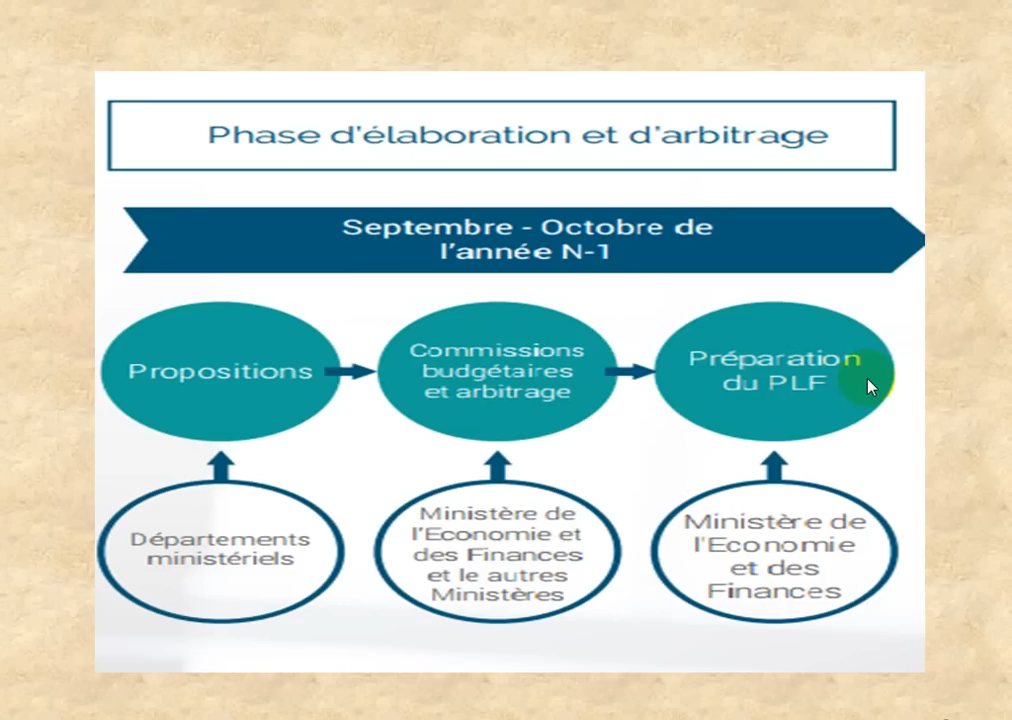 Phase d'élaboration et d'arbitrage
Septembre - Octobre de
l'année N-1
Propositions
Commissions
budgétaires
et arbitrage
Préparation
du PLF
Départements
ministériels
Ministère de
l'Economie et
des Finances
et le autres
Ministères
Ministère de
l'Economie
et des
Finances